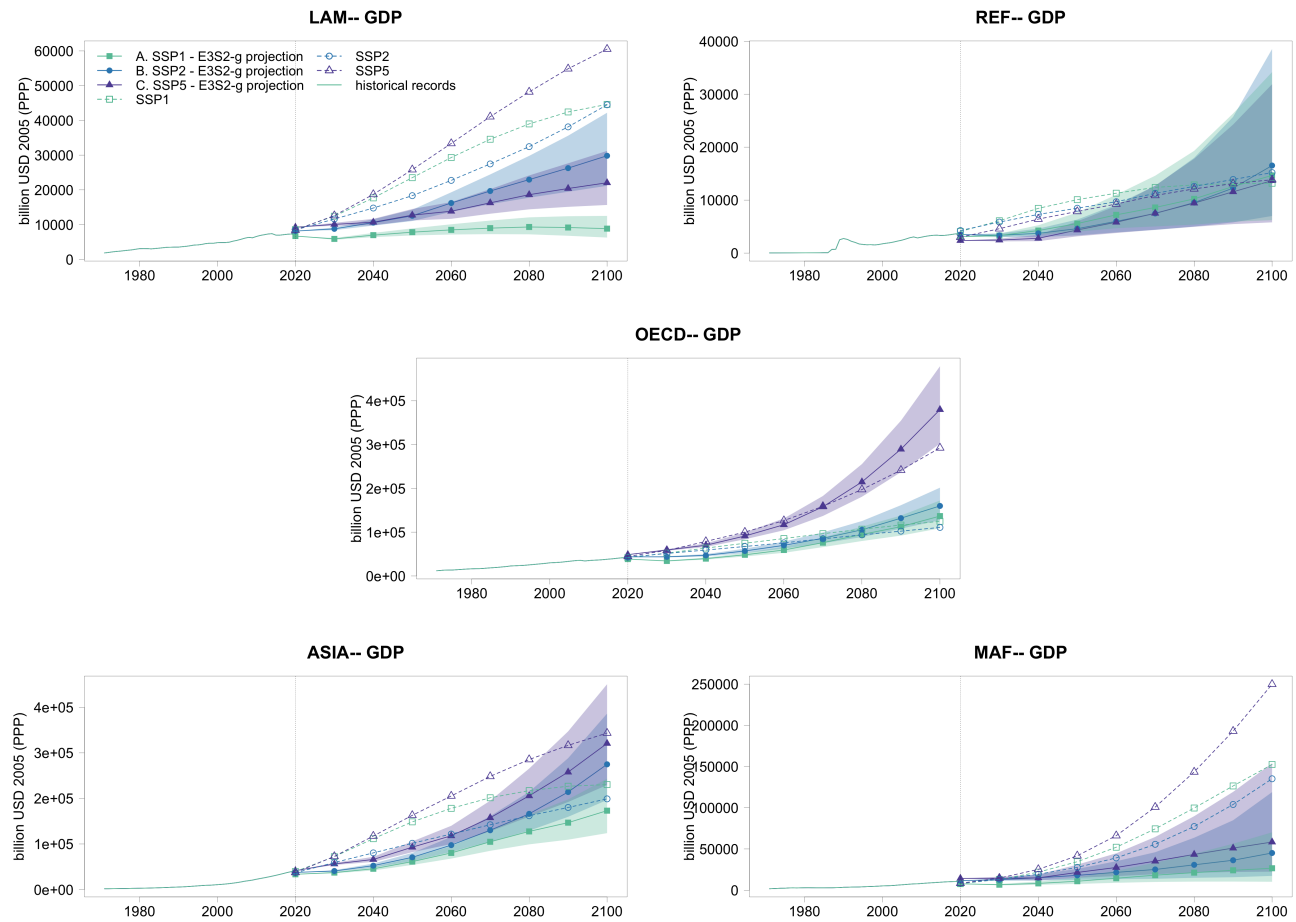 LAM-- GDP
billion USD 2005 (PPP)
60000
50000
40000
30000
20000
10000
0
A. SSP1 - E3S2-g projection
B. SSP2 - E3S2-g projection
C. SSP5 - E3S2-g projection
SSP1
SSP2
SSP5
historical records
1980
2000
2020
2040
2060
2080
2100
REF-- GDP
billion USD 2005 (PPP)
40000
30000
20000
10000
0
1980
2000
2020
2040
2060
2080
2100
OECD-- GDP
billion USD 2005 (PPP)
4e+05
3e+05
2e+05
1e+05
0e+00
1980
2000
2020
2040
2060
2080
2100
ASIA-- GDP
billion USD 2005 (PPP)
4e+05
3e+05
2e+05
1e+05
0e+00
1980
2000
2020
2040
2060
2080
2100
MAF-- GDP
billion USD 2005 (PPP)
250000
200000
150000
100000
50000
0
1980
2000
2020
2040
2060
2080
2100